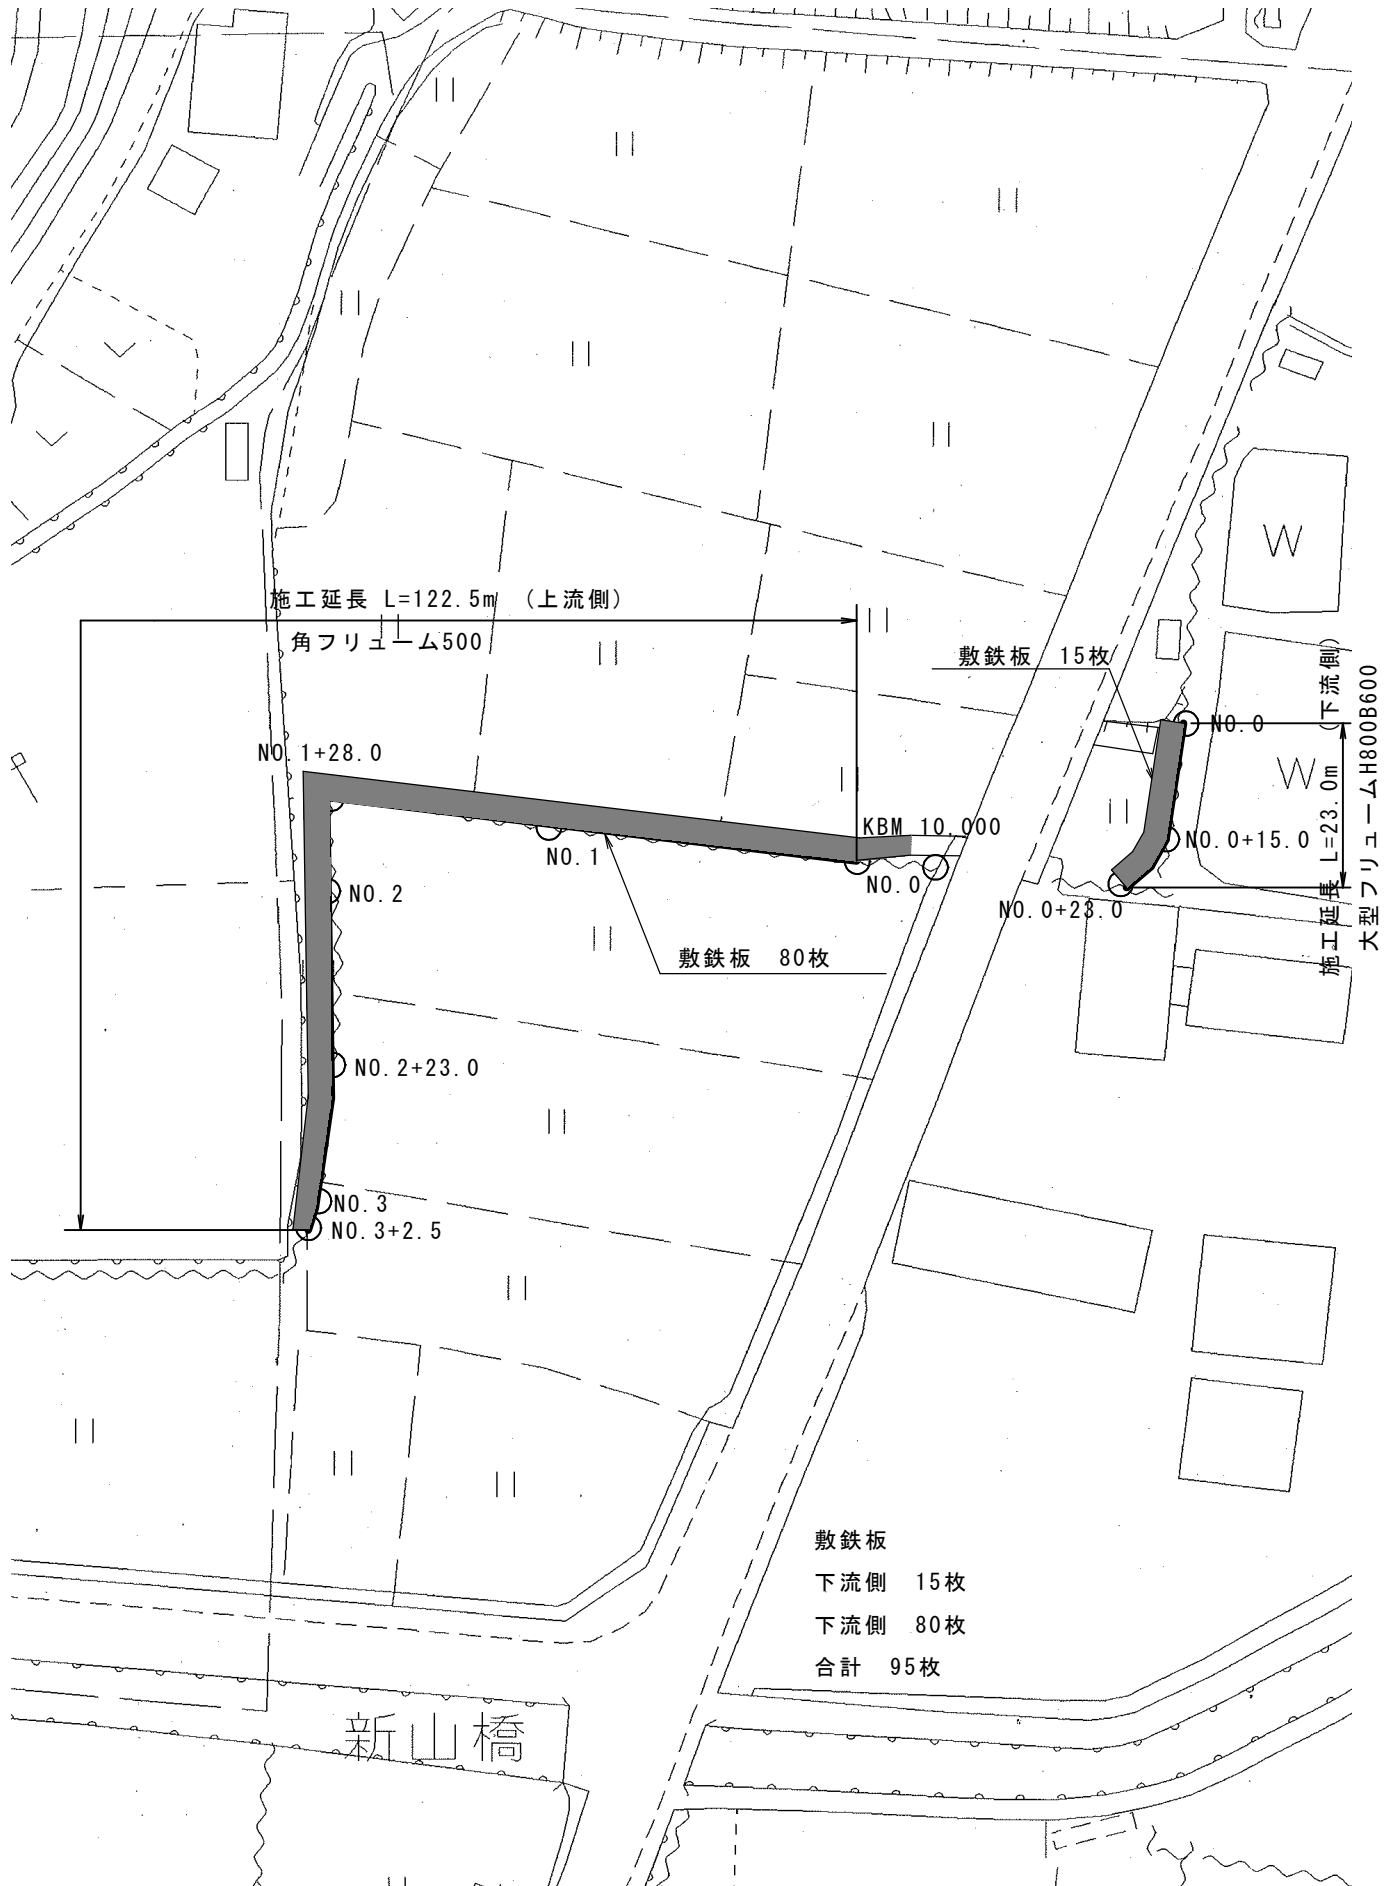 施工延長 L=122.5m （上流側）
角フリューム500
敷鉄板　15枚
NO.0
NO.1+28.0
KBM 10,000
NO.1
NO.0
NO.0+15.0
NO.2
NO.0+23.0
敷鉄板　80枚
施工延長 L=23.0m （下流側）
大型フリュームH800B600
W
W
NO.2+23.0
NO.3
NO.3+2.5
敷鉄板
下流側　15枚
下流側　80枚
合計　95枚
新山橋